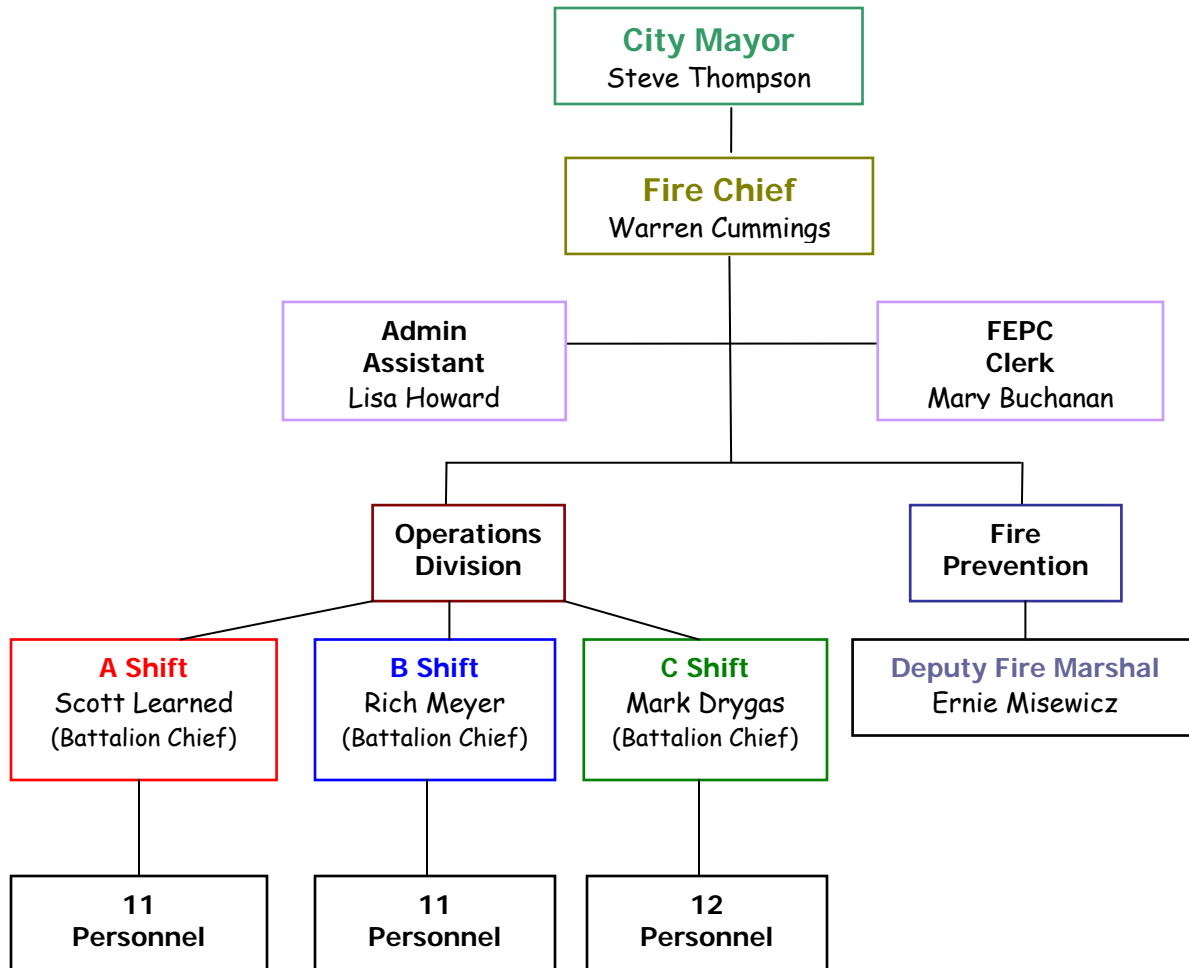 City Mayor
Steve Thompson
Fire Chief
Warren Cummings
Admin
Assistant
Lisa Howard
FEPC
Clerk
Mary Buchanan
Operations
Division
Fire
Prevention
A Shift
Scott Learned
(Battalion Chief)
B Shift
Rich Meyer
(Battalion Chief)
C Shift
Mark Drygas
(Battalion Chief)
Deputy Fire Marshal
Ernie Misewicz
11
Personnel
11
Personnel
12
Personnel